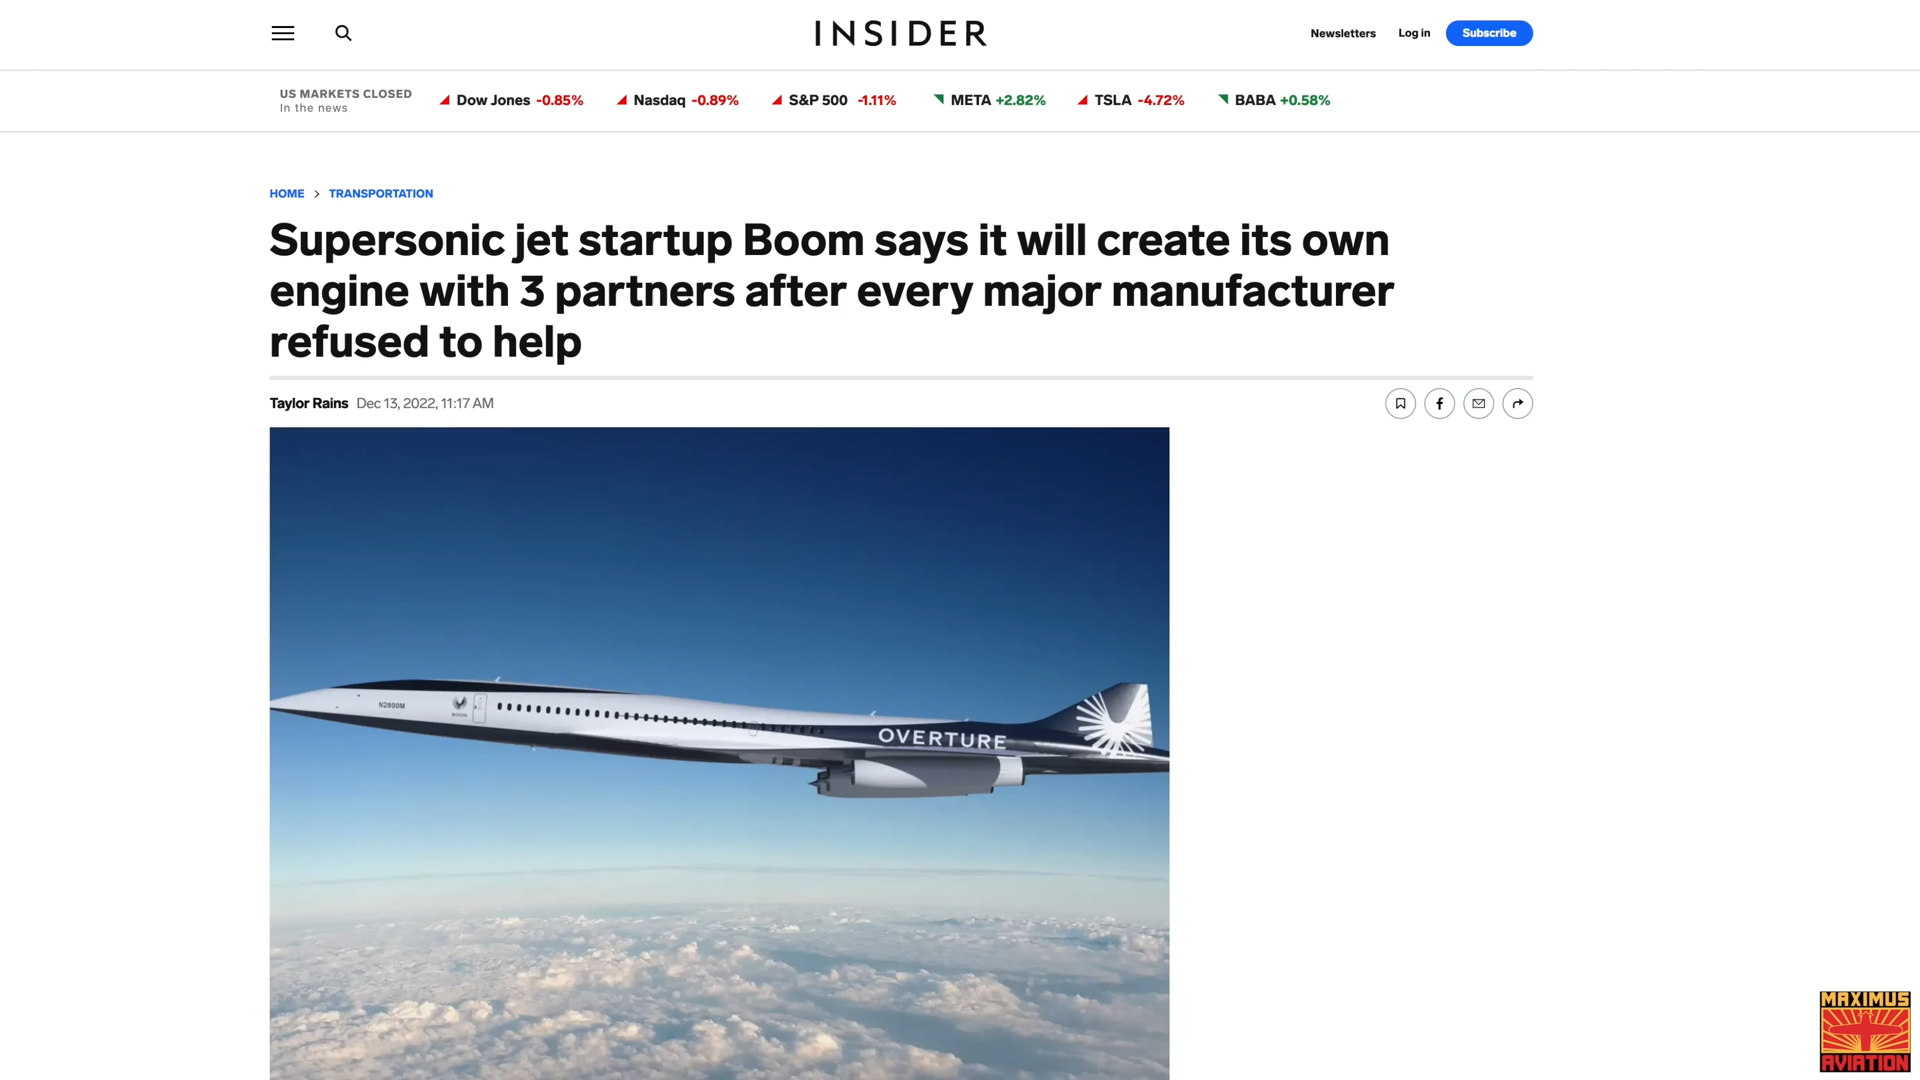 INSIDER
Newsletters Log in Subscribe
US MARKETS CLOSED
In the news
Dow Jones -0.85% Nasdaq -0.89% S&P 500 -1.11% META +2.82% TSLA -4.72% BABA +0.58%
HOME > TRANSPORTATION
Supersonic jet startup Boom says it will create its own
engine with 3 partners after every major manufacturer
refused to help
Taylor Rains Dec 13, 2022, 11:17 AM
N2800M
BOOM
OVERTURE
MAXIMUS
AVIATION